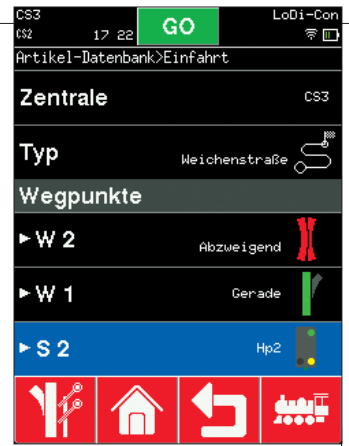 CS3 GO LoDi-Con
CS2 17 22
Artikel-Datenbank>Einfahrt
Zentrale CS3
Typ Weichenstraße
Wegpunkte
►W 2 Abzweigend
►W 1 Gerade
►S 2 Hp2